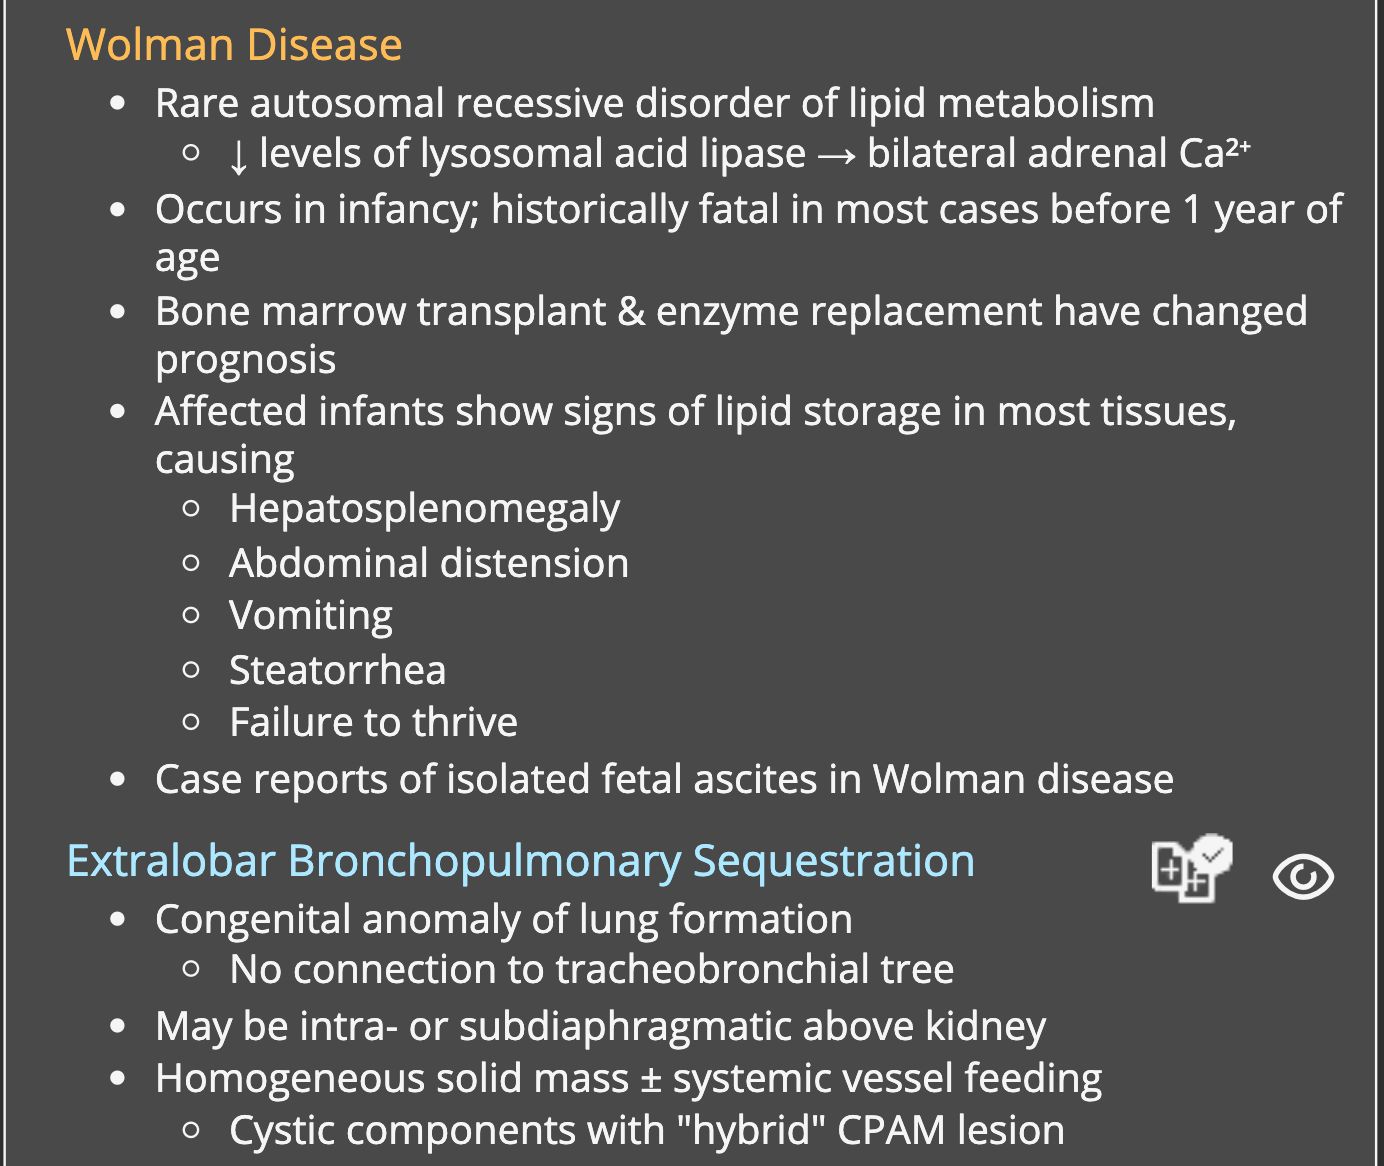 Wolman Disease
• Rare autosomal recessive disorder of lipid metabolism
○ ↓ levels of lysosomal acid lipase → bilateral adrenal Ca²⁺
• Occurs in infancy; historically fatal in most cases before 1 year of
age
• Bone marrow transplant & enzyme replacement have changed
prognosis
• Affected infants show signs of lipid storage in most tissues,
causing
○ Hepatosplenomegaly
○ Abdominal distension
○ Vomiting
○ Steatorrhea
○ Failure to thrive
• Case reports of isolated fetal ascites in Wolman disease
Extralobar Bronchopulmonary Sequestration
• Congenital anomaly of lung formation
○ No connection to tracheobronchial tree
• May be intra- or subdiaphragmatic above kidney
• Homogeneous solid mass ± systemic vessel feeding
○ Cystic components with "hybrid" CPAM lesion